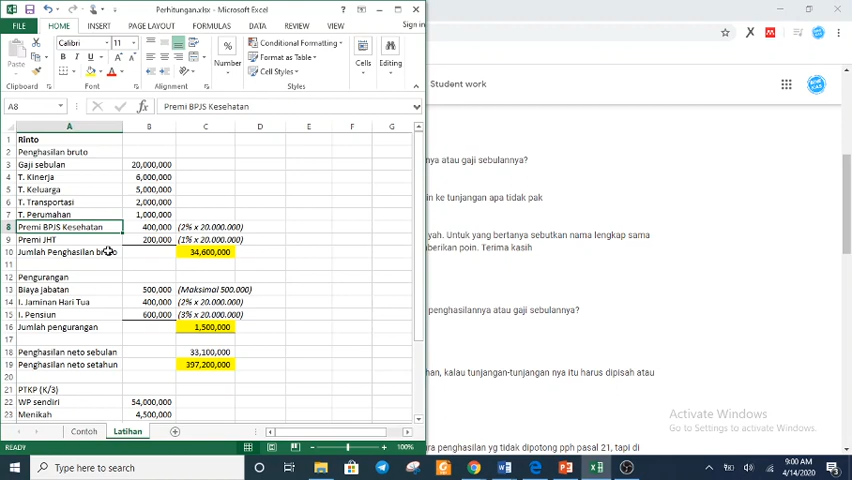 Perhitungan.xlsx - Microsoft Excel
Sign in
FILE HOME INSERT PAGE LAYOUT FORMULAS DATA REVIEW VIEW
Calibri 11
Paste
Number
Conditional Formatting
Format as Table
Cell Styles
Cells
Editing
Clipboard Font Alignment Styles
A8 Premi BPJS Kesehatan
A B C D E F G
1 Rinto
2 Penghasilan bruto
3 Gaji sebulan 20,000,000
4 T. Kinerja 6,000,000
5 T. Keluarga 5,000,000
6 T. Transportasi 2,000,000
7 T. Perumahan 1,000,000
8 Premi BPJS Kesehatan 400,000 (2% x 20.000.000)
9 Premi JHT 200,000 (1% x 20.000.000)
10 Jumlah Penghasilan bruto 34,600,000
11
12 Pengurangan
13 Biaya jabatan 500,000 (Maksimal 500.000)
14 I. Jaminan Hari Tua 400,000 (2% x 20.000.000)
15 I. Pensiun 600,000 (3% x 20.000.000)
16 Jumlah pengurangan 1,500,000
17
18 Penghasilan neto sebulan 33,100,000
19 Penghasilan neto setahun 397,200,000
20
21 PTKP (K/3)
22 WP sendiri 54,000,000
23 Menikah 4,500,000
Contoh Latihan
READY 100%
Student work
nya atau gaji sebulannya?
in ke tunjangan apa tidak pak
yah. Untuk yang bertanya sebutkan nama lengkap sama
berikan poin. Terima kasih
penghasilannya atau gaji sebulannya?
han, kalau tunjangan-tunjangan nya itu harus dipisah atau
ra penghasilan yg tidak dipotong pph pasal 21, tapi di
Activate Windows
Go to Settings to activate Windows.
Type here to search
9:00 AM
4/14/2020
3